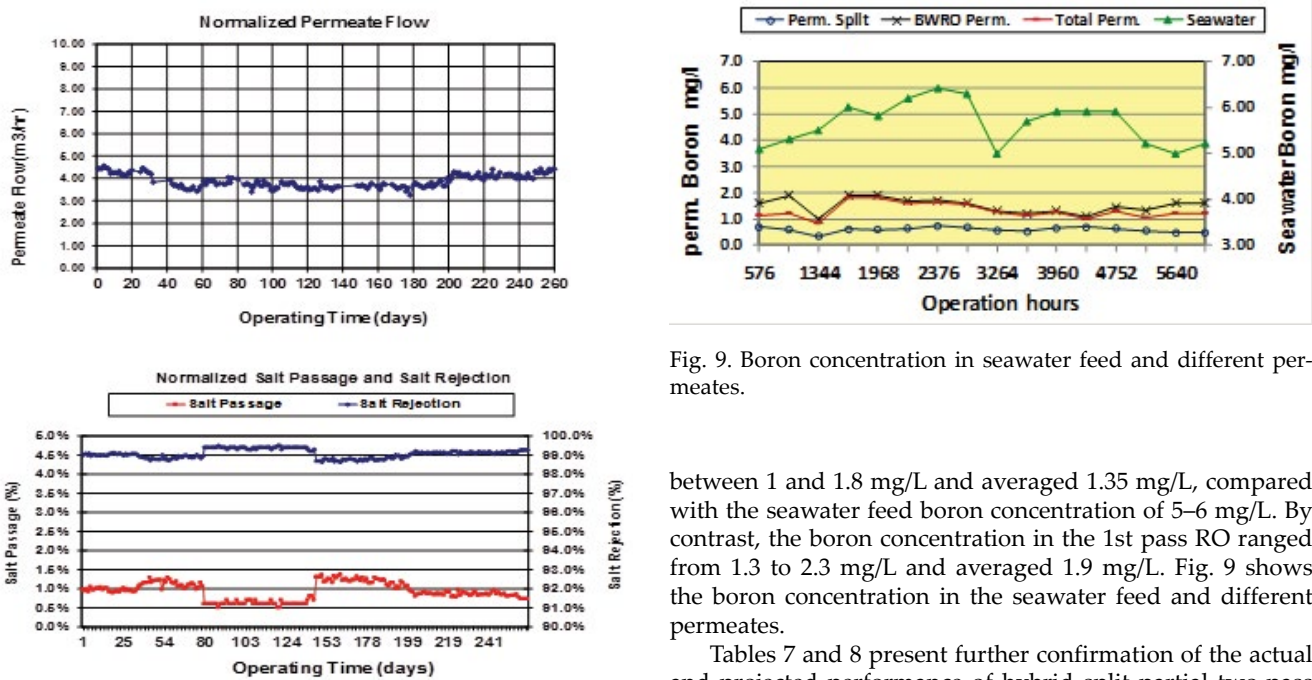 Normalized Permeate Flow
10.00
9.00
8.00
7.00
6.00
5.00
4.00
3.00
2.00
1.00
0.00
Permeate Flow(m3/hr)
0 20 40 60 80 100 120 140 160 180 200 220 240 260
Operating Time (days)
Normalized Salt Passage and Salt Rejection
Salt Passage Salt Rejection
5.0% 100.0%
4.5% 99.0%
4.0% 98.0%
3.5% 97.0%
3.0% 96.0%
2.5% 95.0%
2.0% 94.0%
1.5% 93.0%
1.0% 92.0%
0.5% 91.0%
0.0% 90.0%
Salt Passage (%)
Salt Rejection(%)
1 25 54 80 103 124 153 178 199 219 241
Operating Time (days)
Perm. Split BWRO Perm. Total Perm. Seawater
7.0 7.00
6.0 6.00
5.0
4.0 5.00
3.0
2.0 4.00
1.0
0.0 3.00
perm. Boron mg/l
Seawater Boron mg/l
576 1344 1968 2376 3264 3960 4752 5640
Operation hours
Fig. 9. Boron concentration in seawater feed and different per-
meates.
between 1 and 1.8 mg/L and averaged 1.35 mg/L, compared
with the seawater feed boron concentration of 5–6 mg/L. By
contrast, the boron concentration in the 1st pass RO ranged
from 1.3 to 2.3 mg/L and averaged 1.9 mg/L. Fig. 9 shows
the boron concentration in the seawater feed and different
permeates.
Tables 7 and 8 present further confirmation of the actual
and projected performance of hybrid split partial two-pass